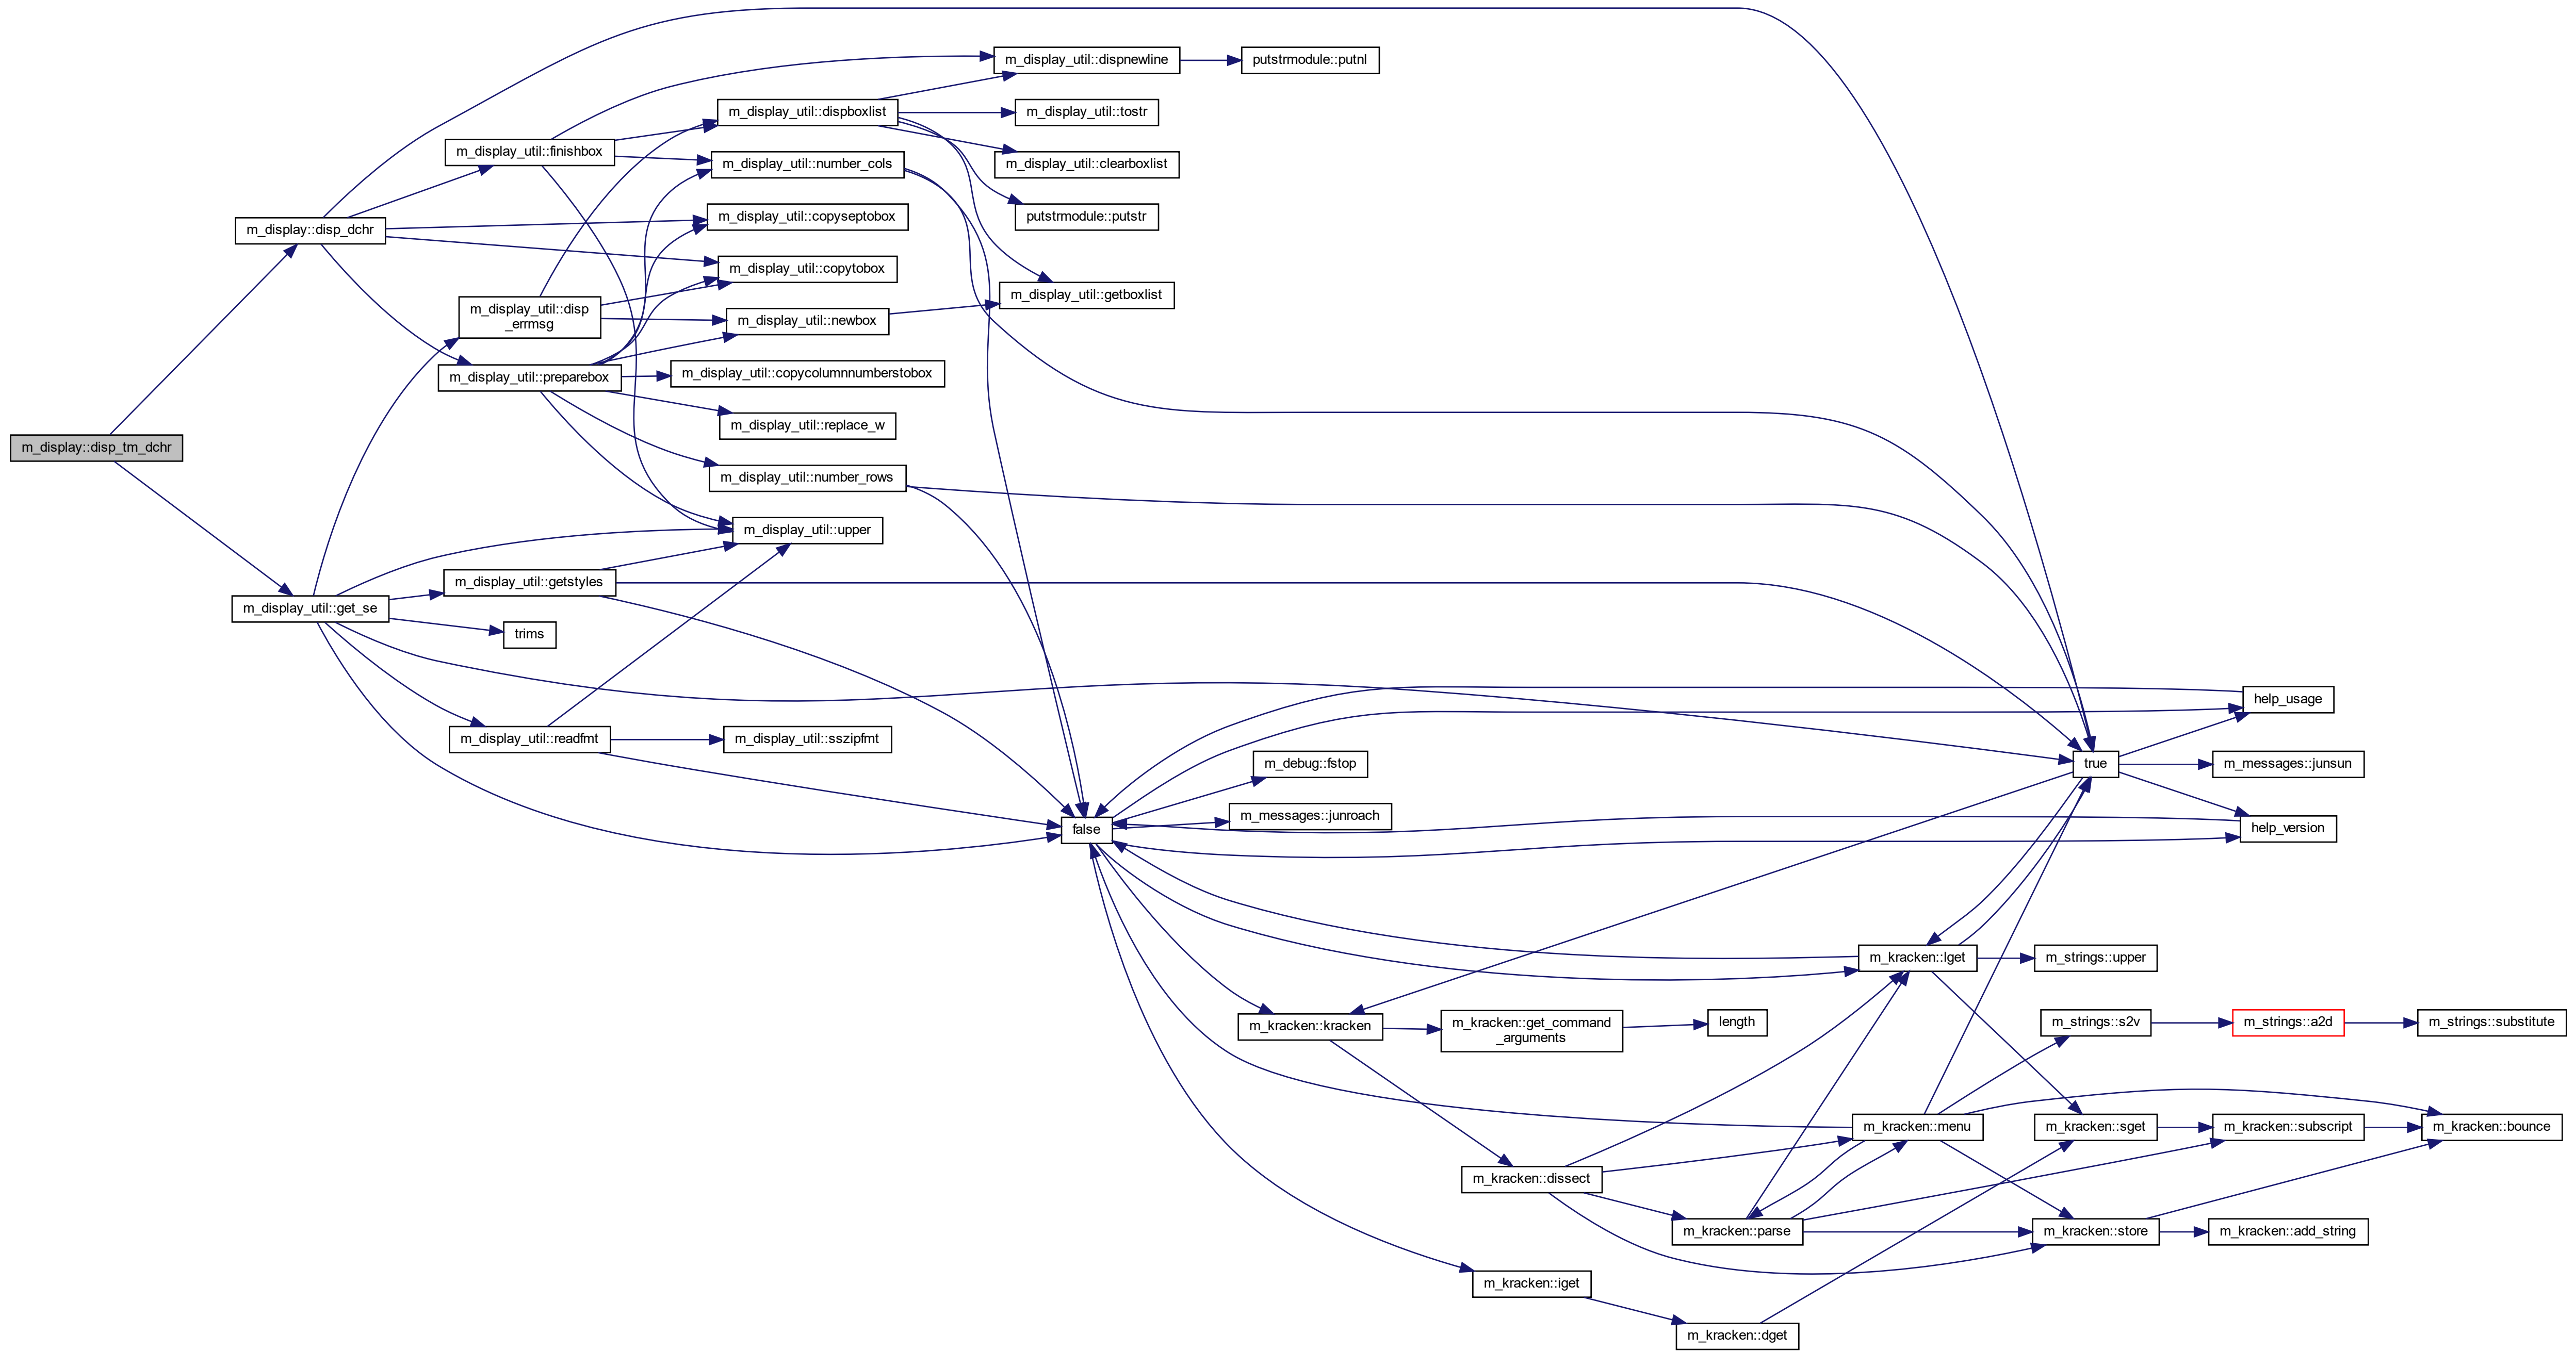 m_display::disp_tm_dchr
m_display::disp_dchr
m_display_util::get_se
m_display_util::finishbox
m_display_util::disp
_errmsg
m_display_util::preparebox
m_display_util::getstyles
trims
m_display_util::readfmt
m_display_util::dispboxlist
m_display_util::number_cols
m_display_util::copyseptobox
m_display_util::copytobox
m_display_util::newbox
m_display_util::copycolumnnumberstobox
m_display_util::replace_w
m_display_util::number_rows
m_display_util::upper
m_display_util::sszipfmt
m_display_util::dispnewline
m_display_util::tostr
m_display_util::clearboxlist
putstrmodule::putstr
m_display_util::getboxlist
false
putstrmodule::putnl
m_debug::fstop
m_messages::junroach
m_kracken::kracken
m_kracken::get_command
_arguments
m_kracken::dissect
m_kracken::iget
length
m_kracken::parse
m_kracken::dget
m_kracken::lget
m_kracken::menu
true
m_strings::upper
m_strings::s2v
m_kracken::sget
m_kracken::store
help_usage
m_messages::junsun
help_version
m_strings::a2d
m_kracken::subscript
m_kracken::add_string
m_strings::substitute
m_kracken::bounce